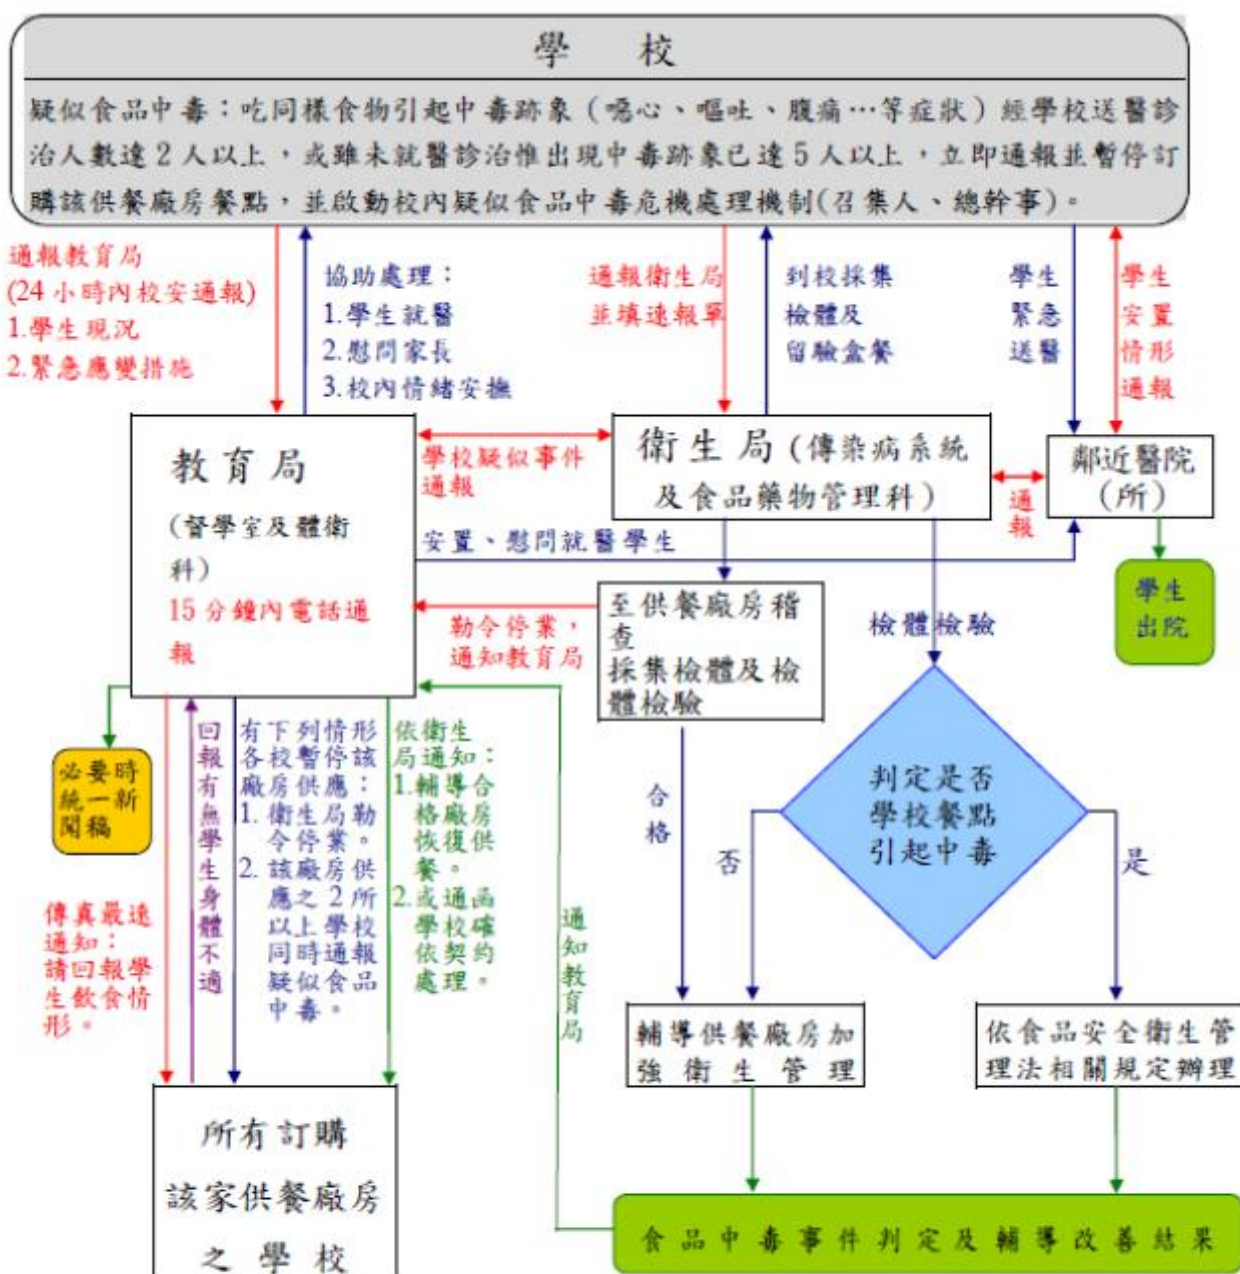 學校
疑似食品中毒：吃同樣食物引起中毒跡象（噁心、嘔吐、腹痛…等症狀）經學校送醫診
治人數達2人以上，或雖未就醫診治惟出現中毒跡象已達5人以上，立即通報並暫停訂
購該供餐廠房餐點，並啟動校內疑似食品中毒危機處理機制(召集人、總幹事)。
通報教育局
(24小時內校安通報)
1.學生現況
2.緊急應變措施
協助處理：
1.學生就醫
2.慰問家長
3.校內情緒安撫
通報衛生局
並填速報單
到校採集
檢體及
留驗盒餐
學生
緊急
送醫
學生
安置
情形
通報
教育局
(督學室及體衛
科)
15分鐘內電話通
報
學校疑似事件
通報
衛生局(傳染病系統
及食品藥物管理科)
通
報
鄰近醫院
(所)
安置、慰問就醫學生
勒令停業，
通知教育局
至供餐廠房稽
查
採集檢體及檢
體檢驗
檢體檢驗
學生
出院
必要時
統一新
聞稿
傳真最速
通知：
請回報學
生飲食情
形。
回報有無學生身體不適
有下列情形
各校暫停該
廠房供應：
1. 衛生局勒
令停業。
2. 該廠房供
應之2所
以上學校
同時通報
疑似食品
中毒。
依衛生
局通知：
1.輔導合
格廠房
恢復供
餐。
2.或通函
學校確
依契約
處理。
通知教育局
合格
判定是否
學校餐點
引起中毒
否
是
輔導供餐廠房加
強衛生管理
依食品安全衛生管
理法相關規定辦理
所有訂購
該家供餐廠房
之學校
食品中毒事件判定及輔導改善結果